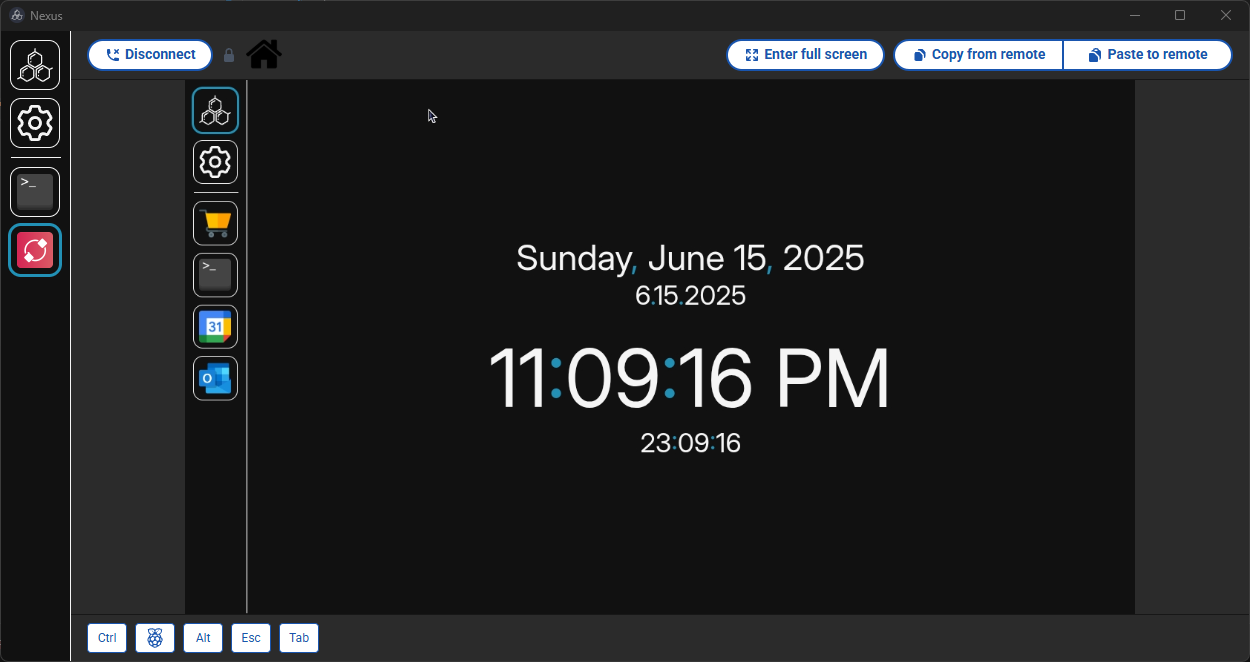 Nexus
Disconnect
Enter full screen
Copy from remote
Paste to remote
>_
>_
31
O
Sunday, June 15, 2025
6.15.2025
11:09:16 PM
23:09:16
Ctrl
Alt
Esc
Tab